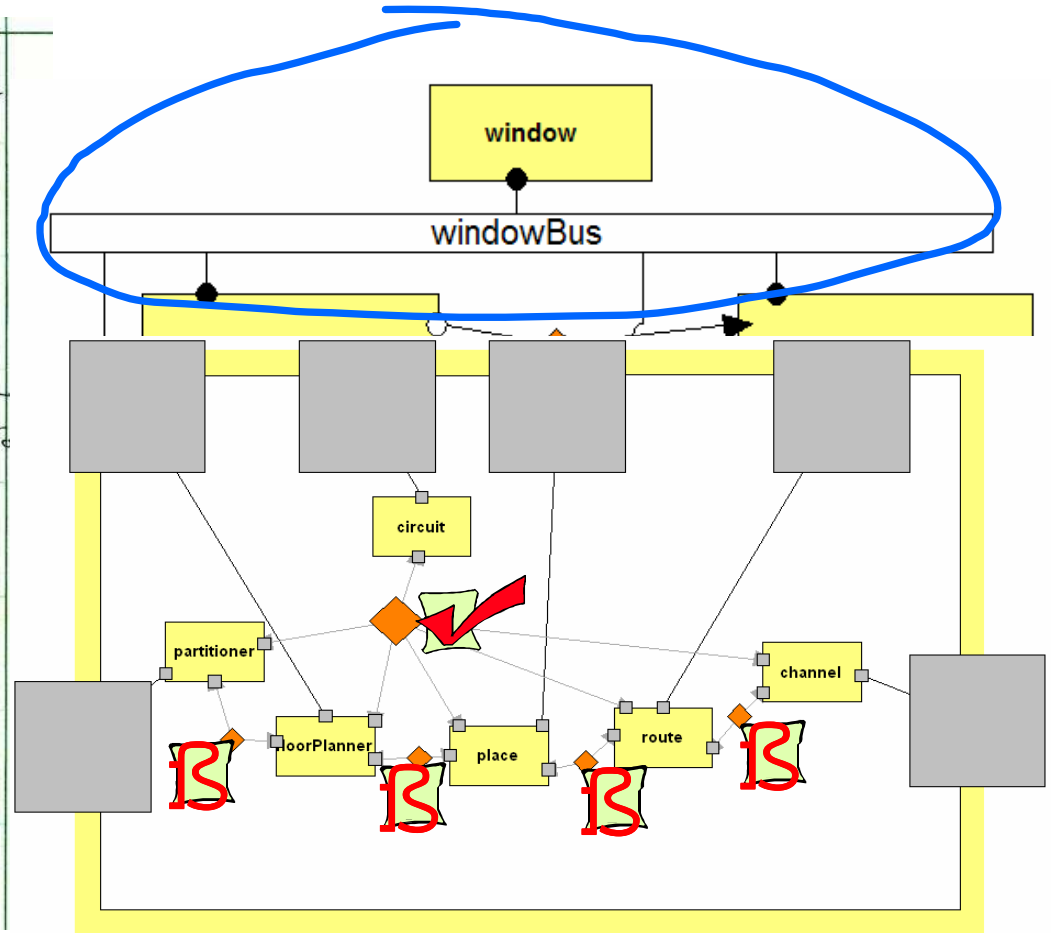 window
windowBus
circuit
partitioner
channel
loorPlanner
place
route
B
B
B
B